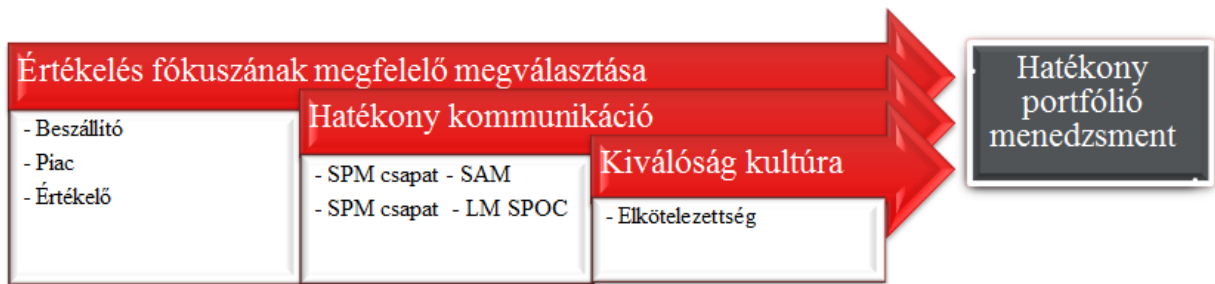 Értékelés fókuszának megfelelő megválasztása
- Beszállító
- Piac
- Értékelő
Hatékony kommunikáció
- SPM csapat - SAM
- SPM csapat - LM SPOC
Kiválóság kultúra
- Elkötelezettség
Hatékony
portfólió
menedzsment